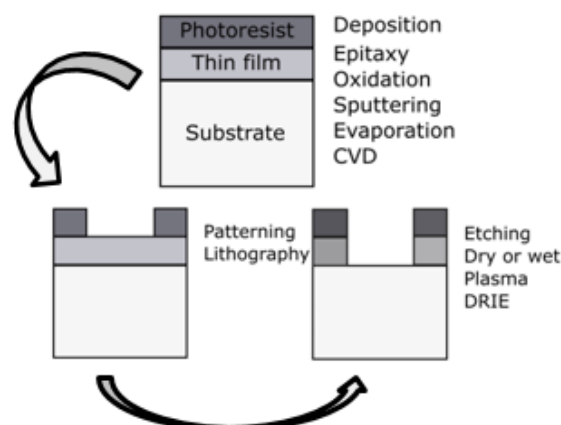 Photoresist
Thin film
Substrate
Deposition
Epitaxy
Oxidation
Sputtering
Evaporation
CVD
Patterning
Lithography
Etching
Dry or wet
Plasma
DRIE